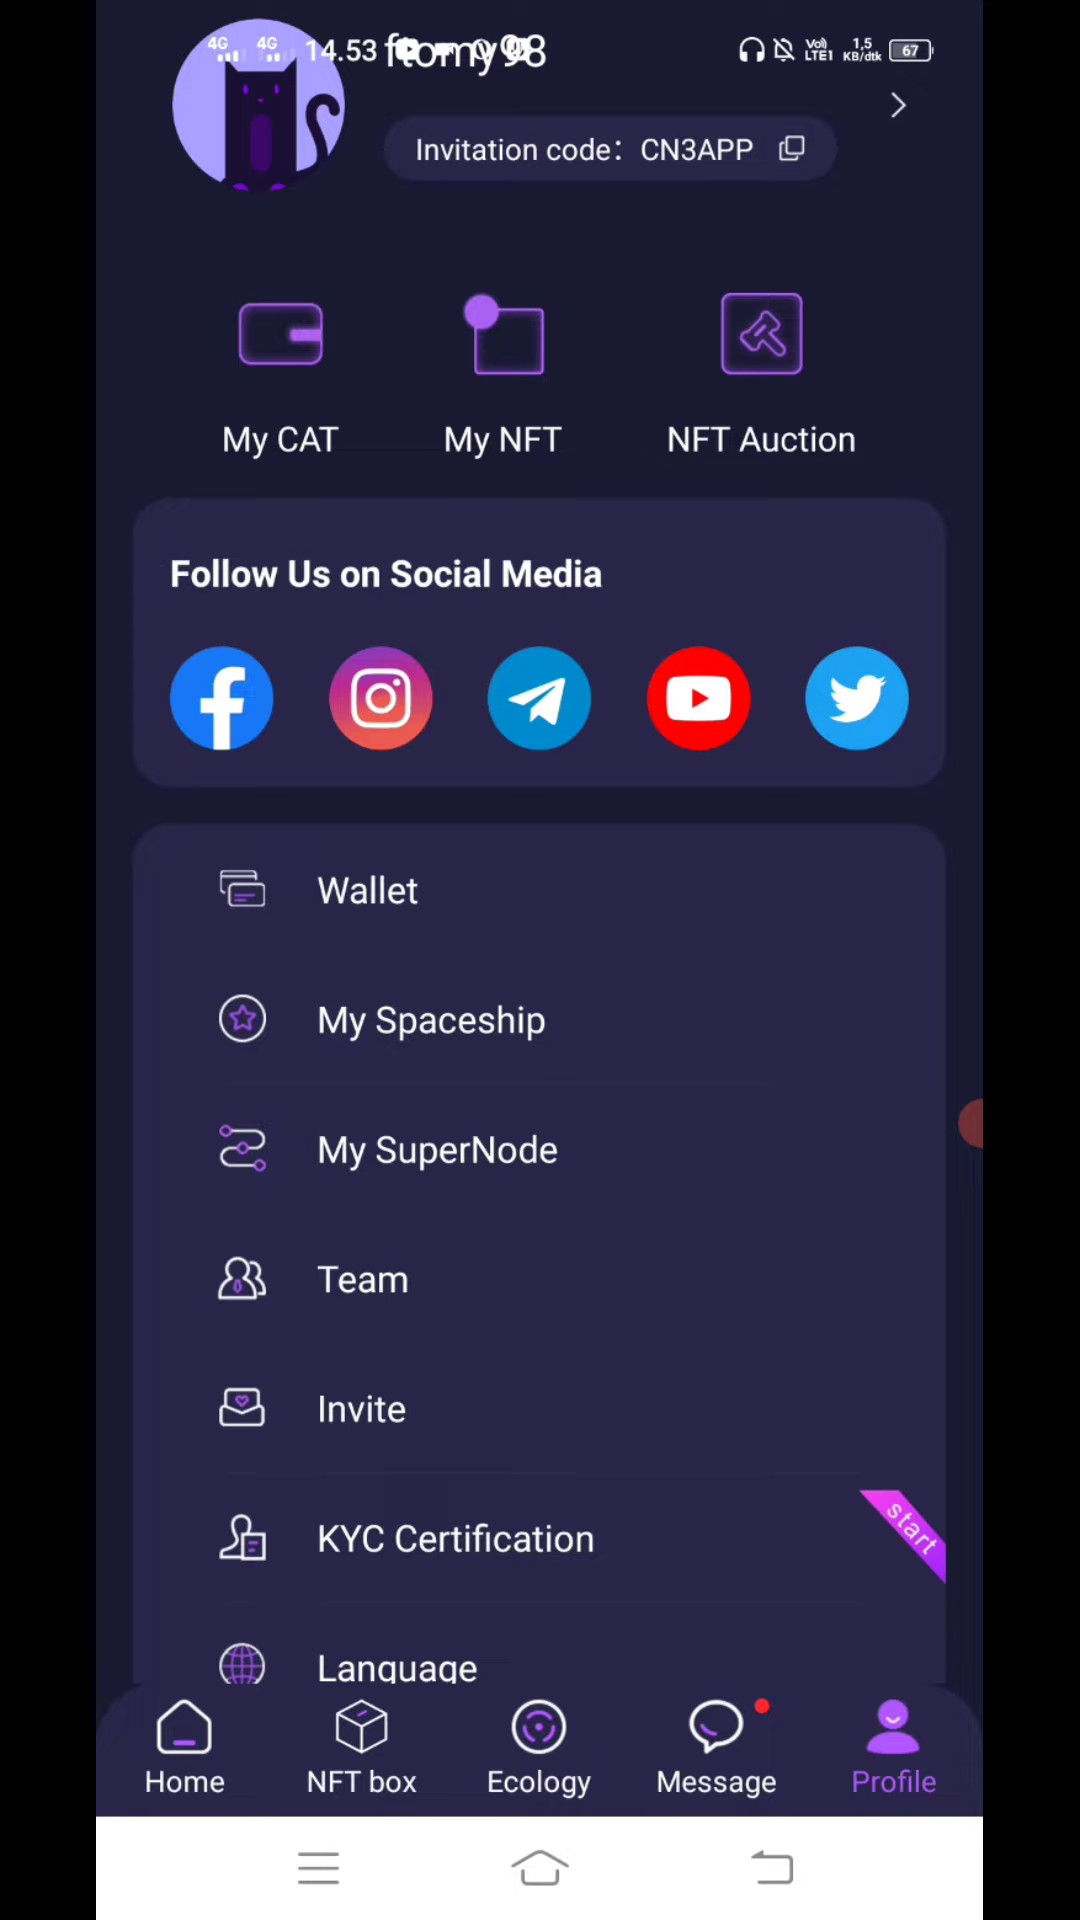 4G 4G 14.53 ftomy98 Vo) LTE1 1,5 KB/dtk 67
Invitation code: CN3APP
My CAT My NFT NFT Auction
Follow Us on Social Media
Wallet
My Spaceship
My SuperNode
Team
Invite
KYC Certification
start
Language
Home NFT box Ecology Message Profile